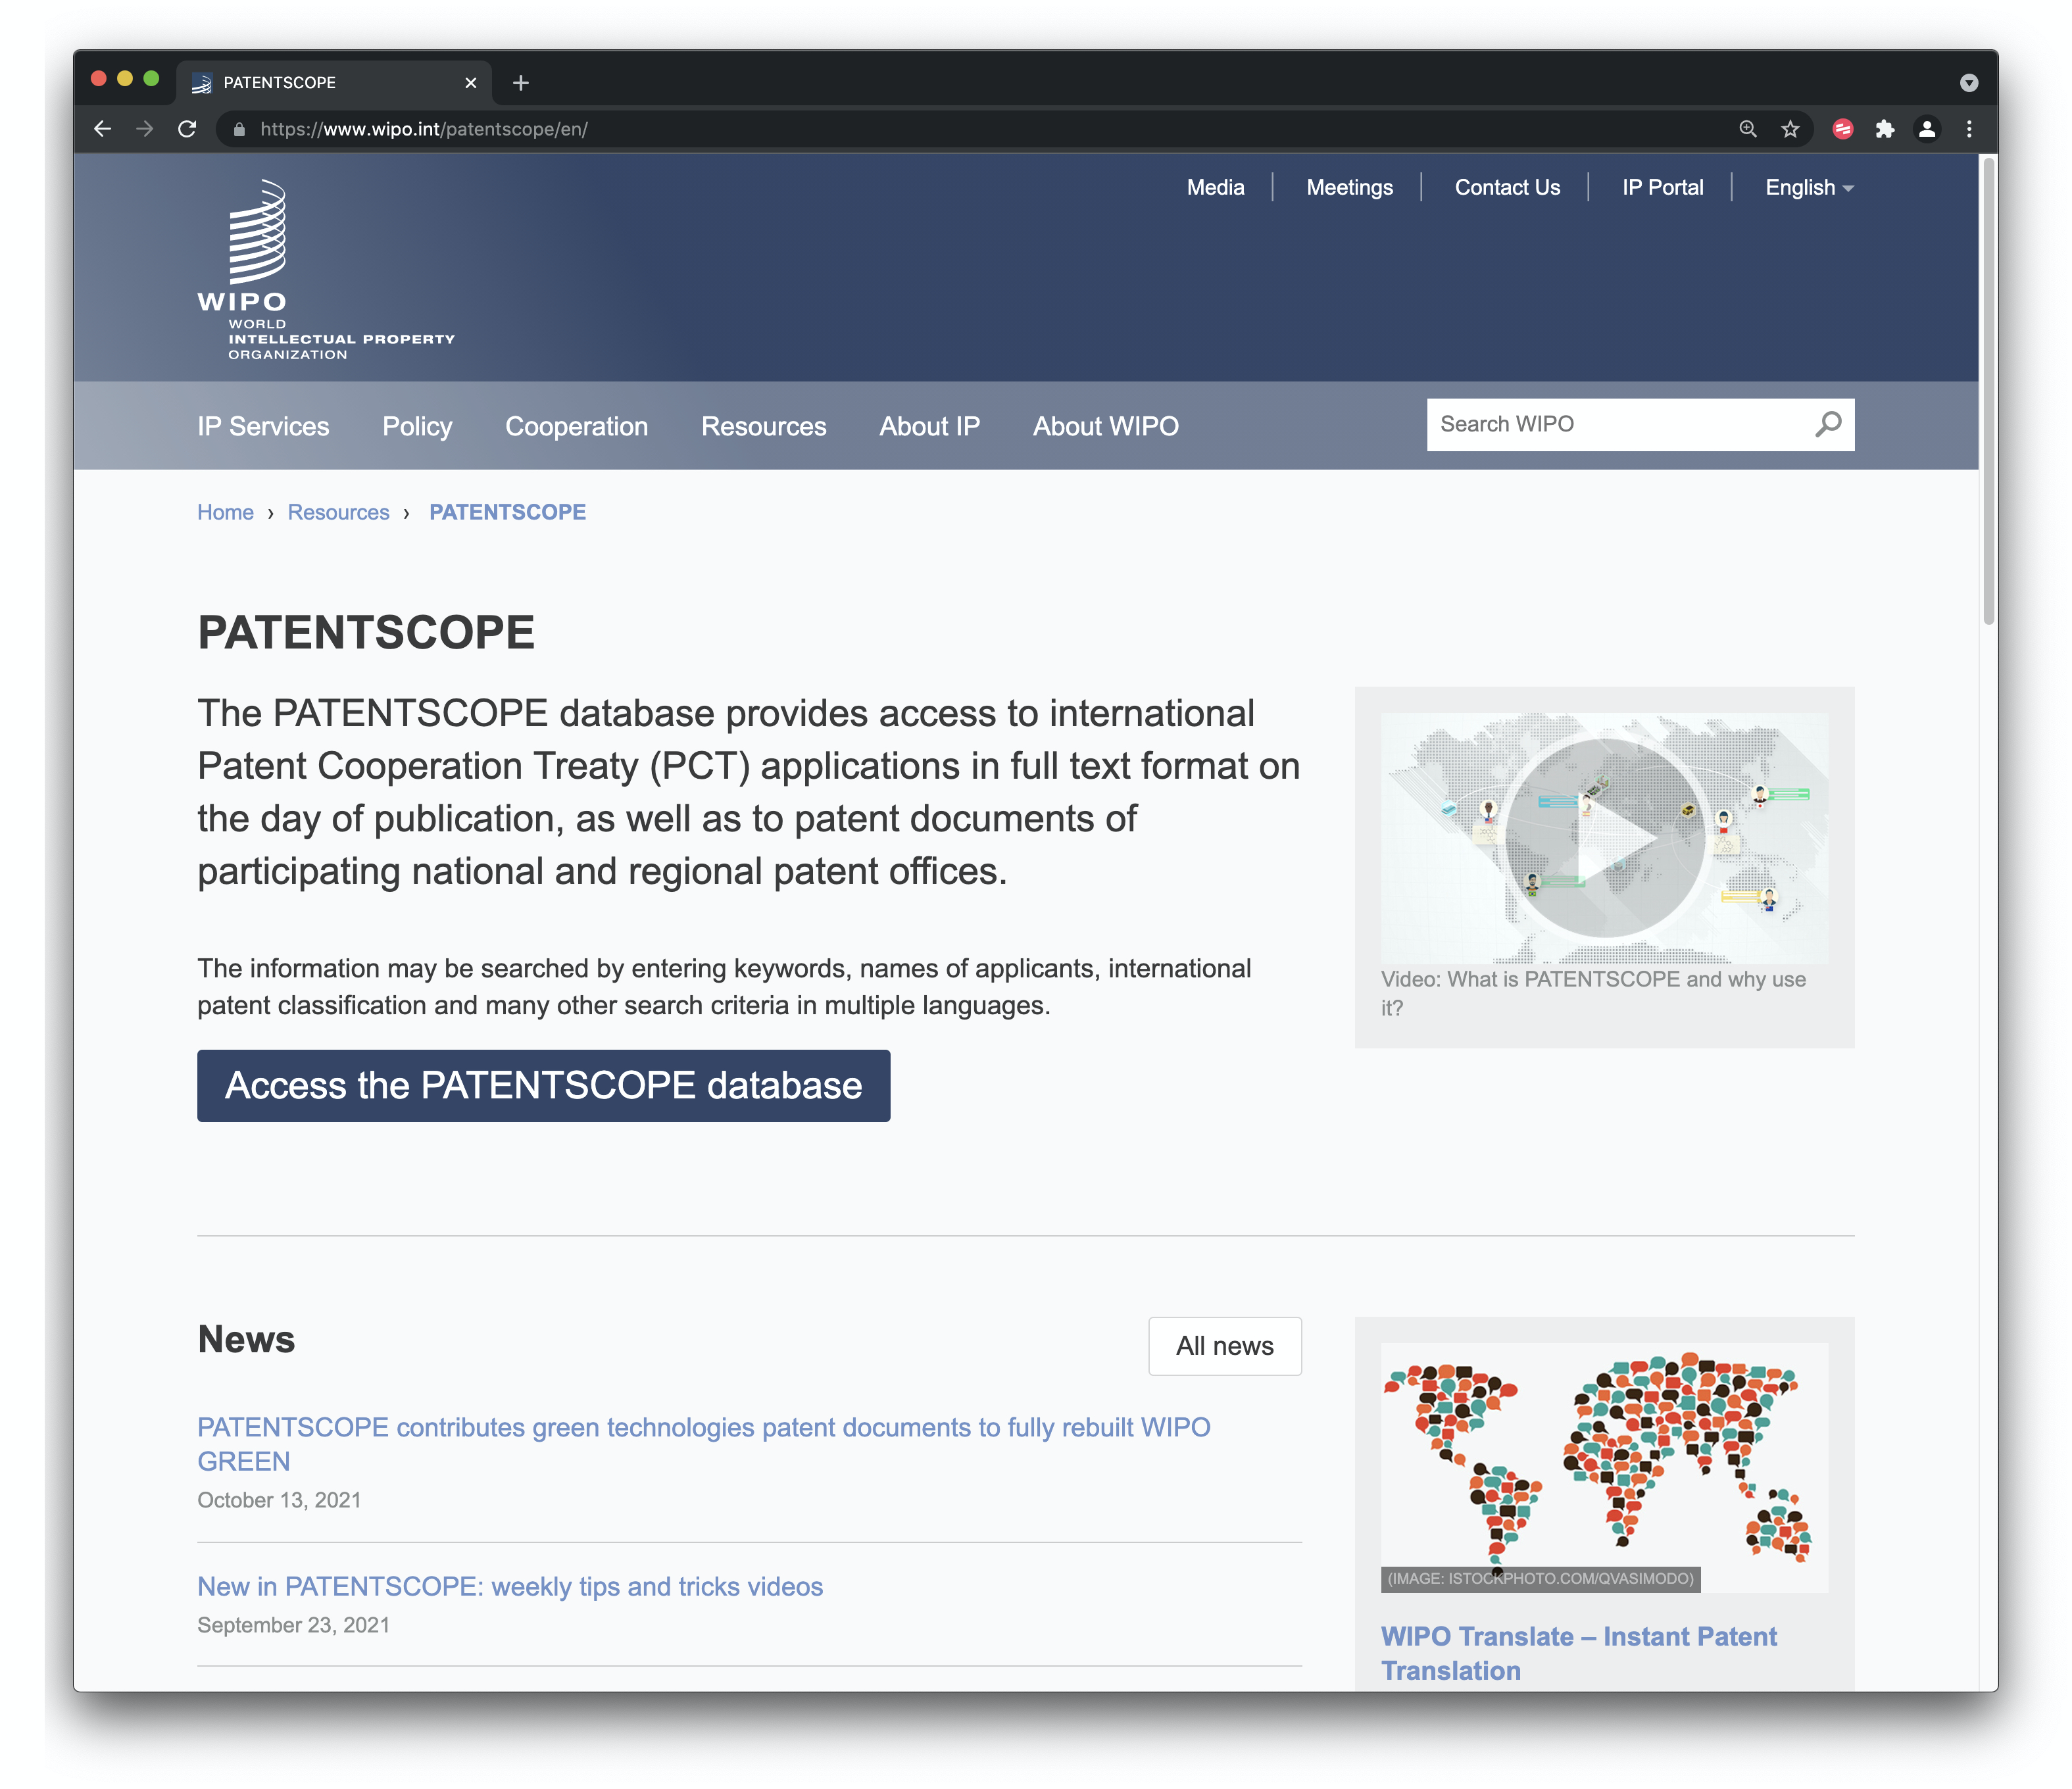 PATENTSCOPE
https://www.wipo.int/patentscope/en/
Media
Meetings
Contact Us
IP Portal
English
WIPO
WORLD
INTELLECTUAL PROPERTY
ORGANIZATION
IP Services
Policy
Cooperation
Resources
About IP
About WIPO
Search WIPO
Home › Resources › PATENTSCOPE
PATENTSCOPE
The PATENTSCOPE database provides access to international
Patent Cooperation Treaty (PCT) applications in full text format on
the day of publication, as well as to patent documents of
participating national and regional patent offices.
The information may be searched by entering keywords, names of applicants, international
patent classification and many other search criteria in multiple languages.
Access the PATENTSCOPE database
Video: What is PATENTSCOPE and why use
it?
News
All news
PATENTSCOPE contributes green technologies patent documents to fully rebuilt WIPO
GREEN
October 13, 2021
New in PATENTSCOPE: weekly tips and tricks videos
September 23, 2021
(IMAGE: ISTOCKPHOTO.COM/QVASIMODO)
WIPO Translate – Instant Patent
Translation